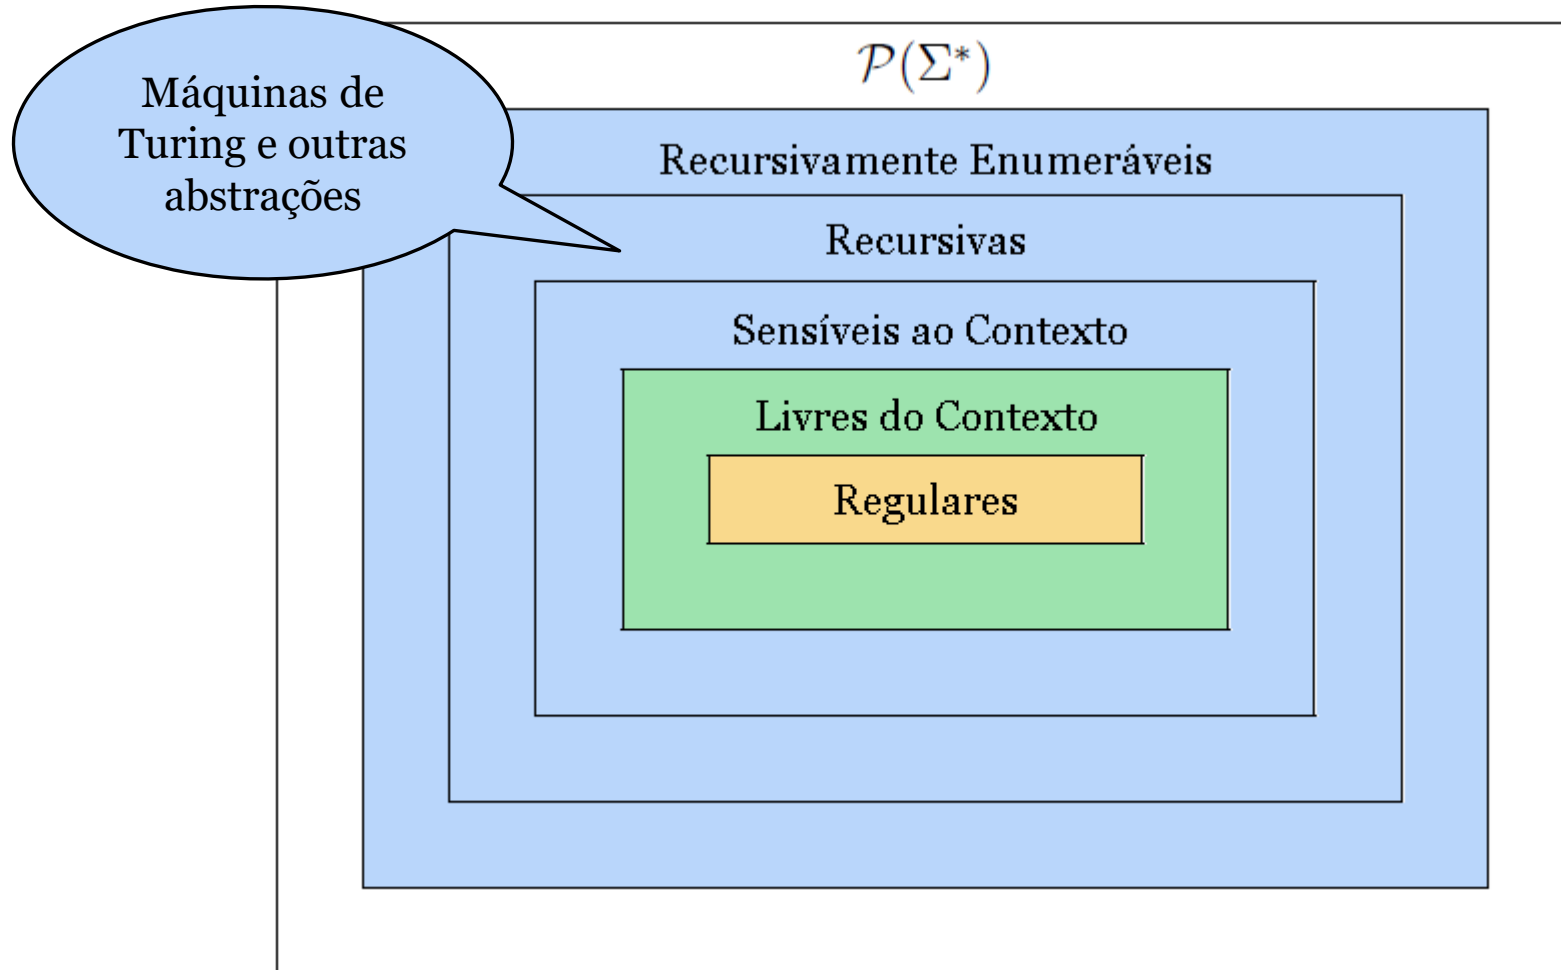 Máquinas de
Turing e outras
abstrações
𝒫(Σ*)
Recursivamente Enumeráveis
Recursivas
Sensíveis ao Contexto
Livres do Contexto
Regulares